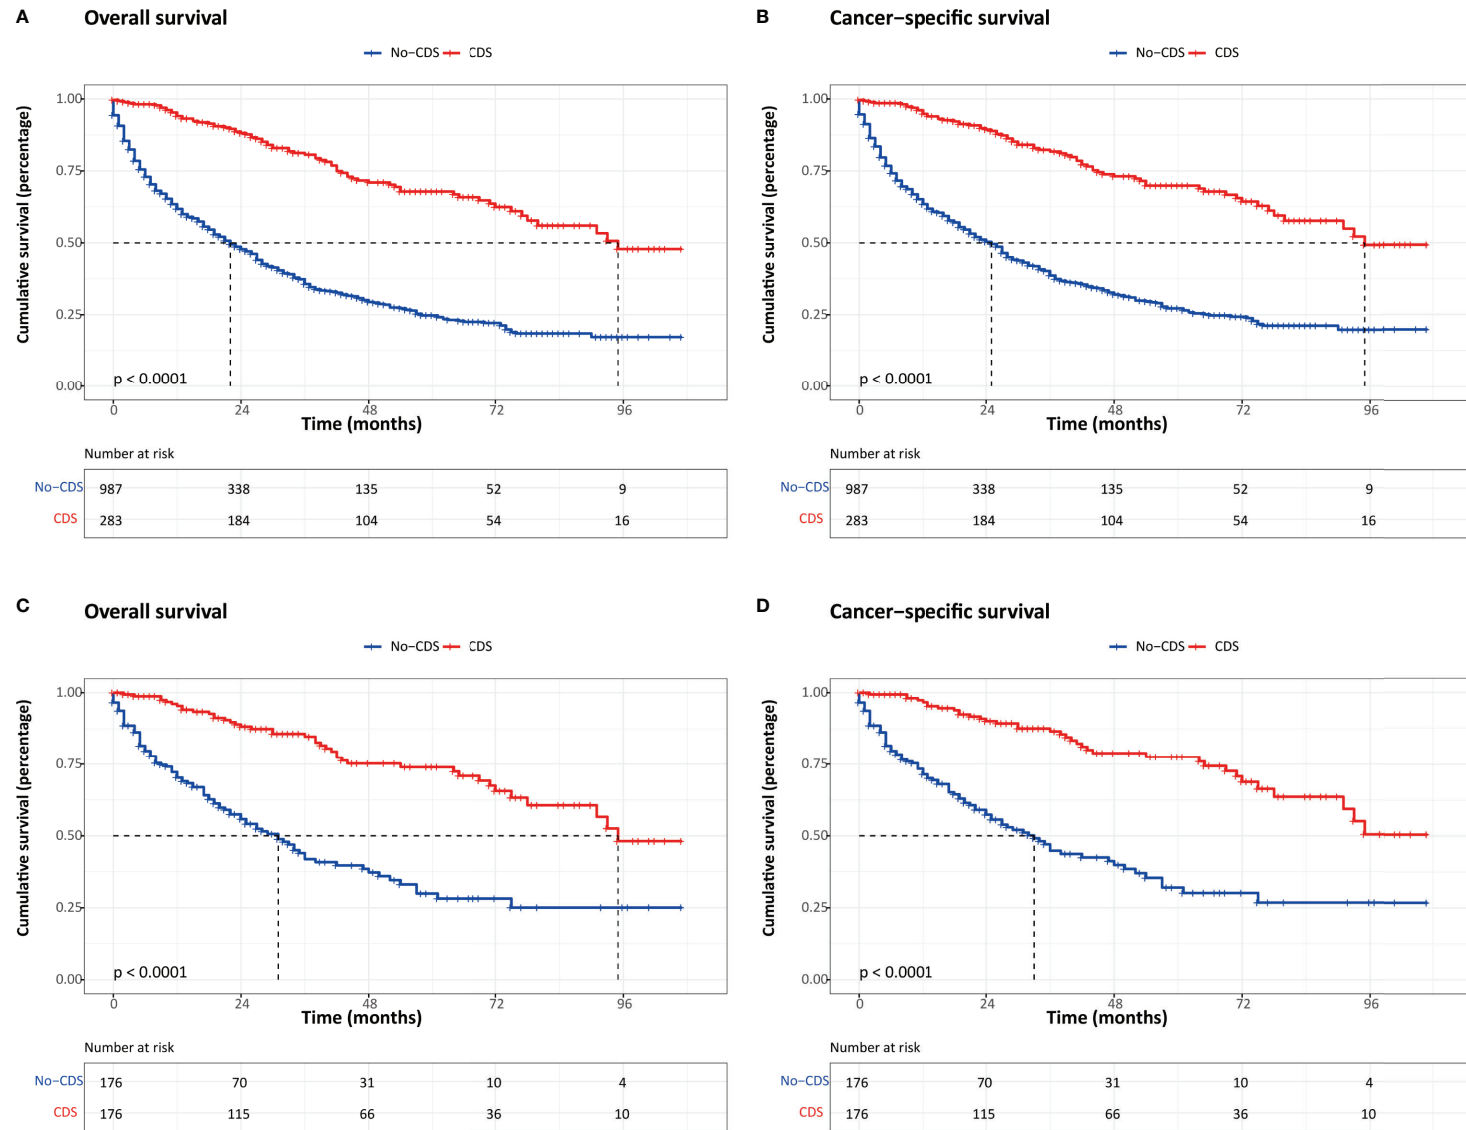 A Overall survival
No−CDS CDS
Cumulative survival (percentage)
1.00
0.75
0.50
0.25
0.00
p < 0.0001
0 24 48 72 96
Time (months)
Number at risk
No−CDS 987 338 135 52 9
CDS 283 184 104 54 16
B Cancer−specific survival
No−CDS CDS
Cumulative survival (percentage)
1.00
0.75
0.50
0.25
0.00
p < 0.0001
0 24 48 72 96
Time (months)
Number at risk
No−CDS 987 338 135 52 9
CDS 283 184 104 54 16
C Overall survival
No−CDS CDS
Cumulative survival (percentage)
1.00
0.75
0.50
0.25
0.00
p < 0.0001
0 24 48 72 96
Time (months)
Number at risk
No−CDS 176 70 31 10 4
CDS 176 115 66 36 10
D Cancer−specific survival
No−CDS CDS
Cumulative survival (percentage)
1.00
0.75
0.50
0.25
0.00
p < 0.0001
0 24 48 72 96
Time (months)
Number at risk
No−CDS 176 70 31 10 4
CDS 176 115 66 36 10